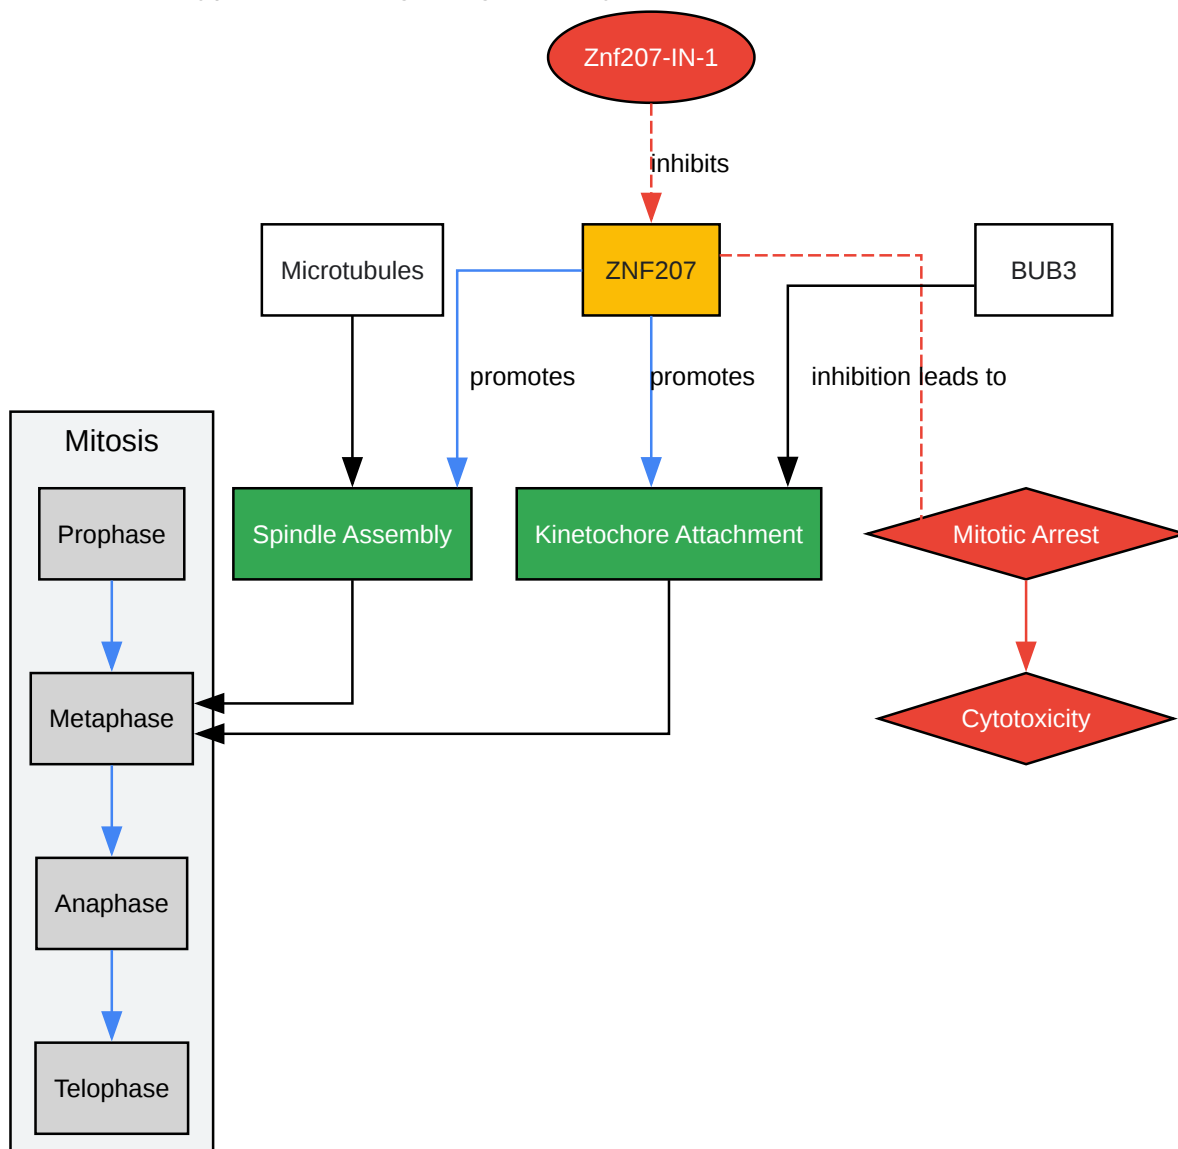 Znf207-IN-1
inhibits
Microtubules
ZNF207
BUB3
promotes
promotes
inhibition leads to
Mitosis
Prophase
Spindle Assembly
Kinetochore Attachment
Mitotic Arrest
Metaphase
Cytotoxicity
Anaphase
Telophase